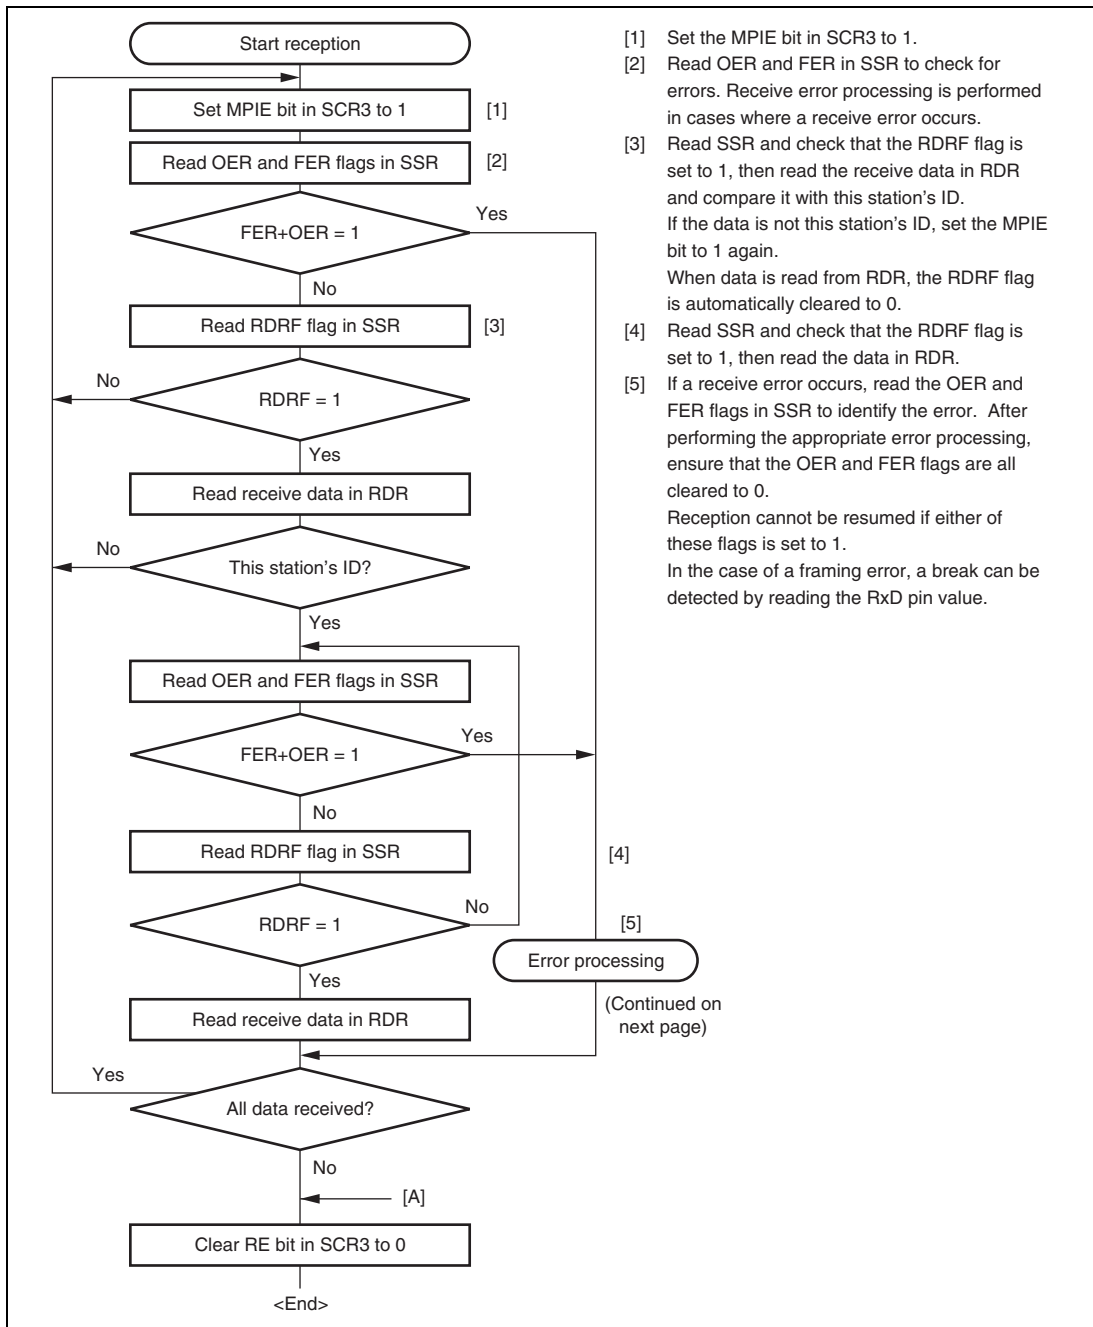 Start reception
Set MPIE bit in SCR3 to 1
[1]
Read OER and FER flags in SSR
[2]
Yes
FER+OER = 1
No
Read RDRF flag in SSR
[3]
No
RDRF = 1
Yes
Read receive data in RDR
No
This station's ID?
Yes
Read OER and FER flags in SSR
Yes
FER+OER = 1
No
Read RDRF flag in SSR
[4]
No
RDRF = 1
[5]
Error processing
Yes
(Continued on
next page)
Read receive data in RDR
Yes
All data received?
No
[A]
Clear RE bit in SCR3 to 0
<End>
[1] Set the MPIE bit in SCR3 to 1.
[2] Read OER and FER in SSR to check for
errors. Receive error processing is performed
in cases where a receive error occurs.
[3] Read SSR and check that the RDRF flag is
set to 1, then read the receive data in RDR
and compare it with this station's ID.
If the data is not this station's ID, set the MPIE
bit to 1 again.
When data is read from RDR, the RDRF flag
is automatically cleared to 0.
[4] Read SSR and check that the RDRF flag is
set to 1, then read the data in RDR.
[5] If a receive error occurs, read the OER and
FER flags in SSR to identify the error. After
performing the appropriate error processing,
ensure that the OER and FER flags are all
cleared to 0.
Reception cannot be resumed if either of
these flags is set to 1.
In the case of a framing error, a break can be
detected by reading the RxD pin value.